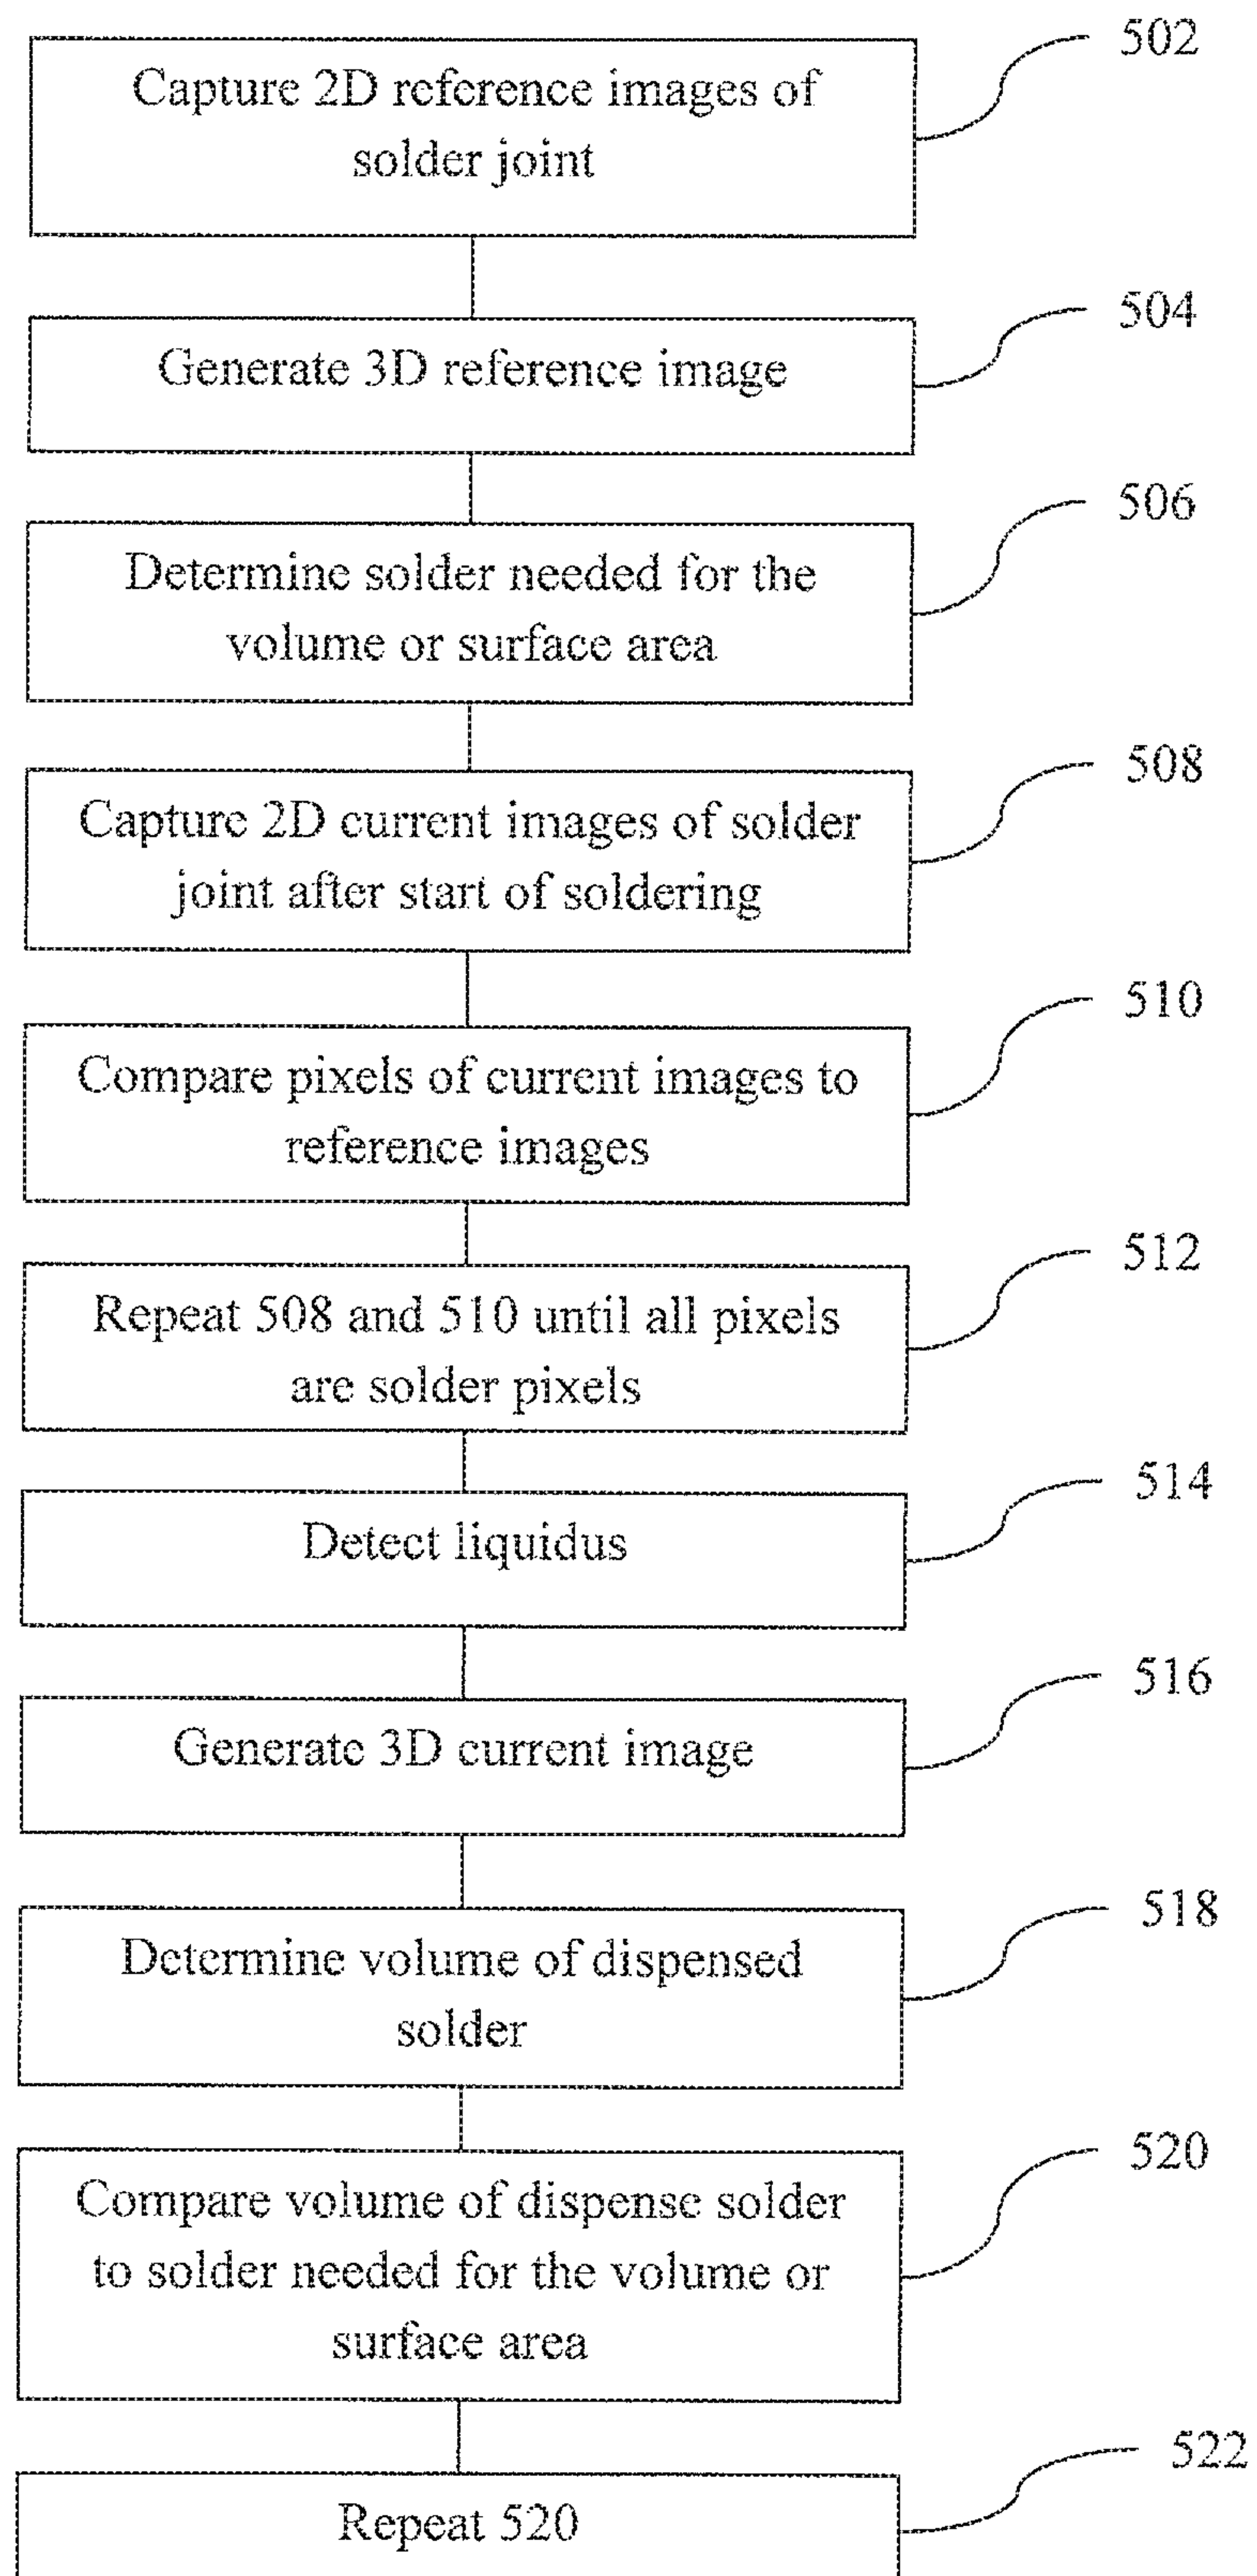 502
Capture 2D reference images of
solder joint
504
Generate 3D reference image
506
Determine solder needed for the
volume or surface area
508
Capture 2D current images of solder
joint after start of soldering
510
Compare pixels of current images to
reference images
512
Repeat 508 and 510 until all pixels
are solder pixels
514
Detect liquidus
516
Generate 3D current image
518
Determine volume of dispensed
solder
520
Compare volume of dispense solder
to solder needed for the volume or
surface area
522
Repeat 520